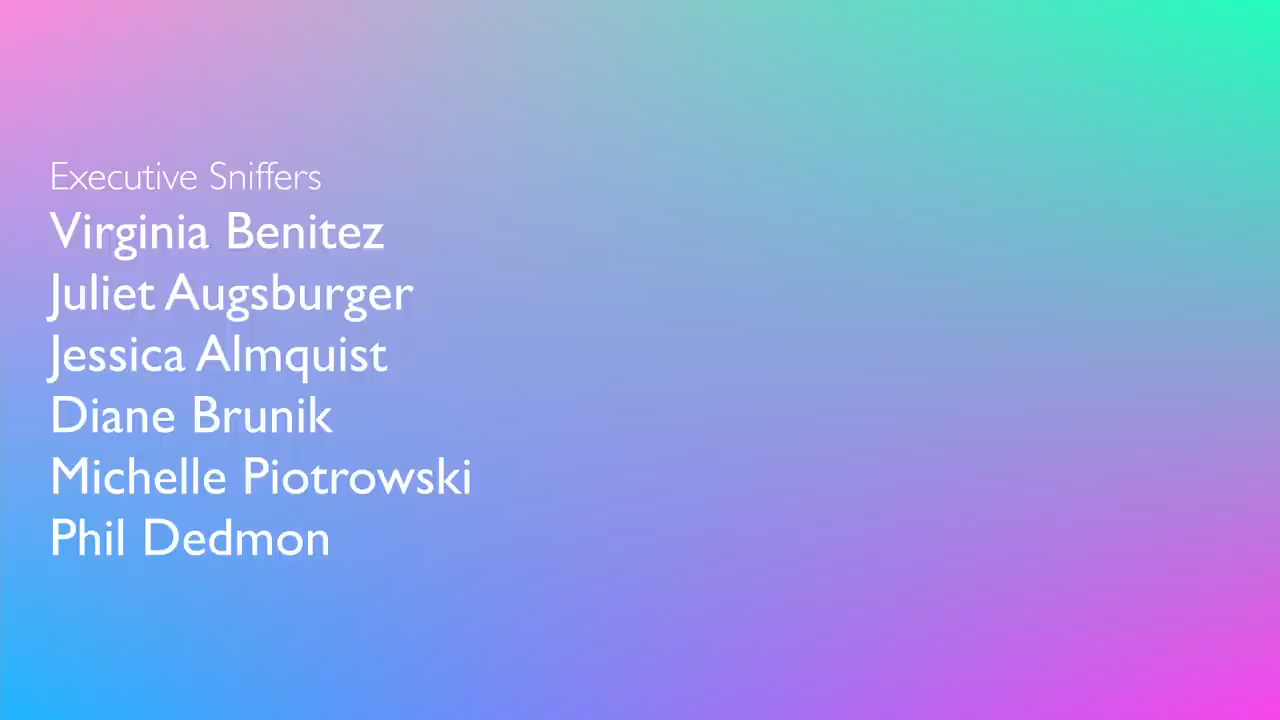 Executive Sniffers
Virginia Benitez
Juliet Augsburger
Jessica Almquist
Diane Brunik
Michelle Piotrowski
Phil Dedmon